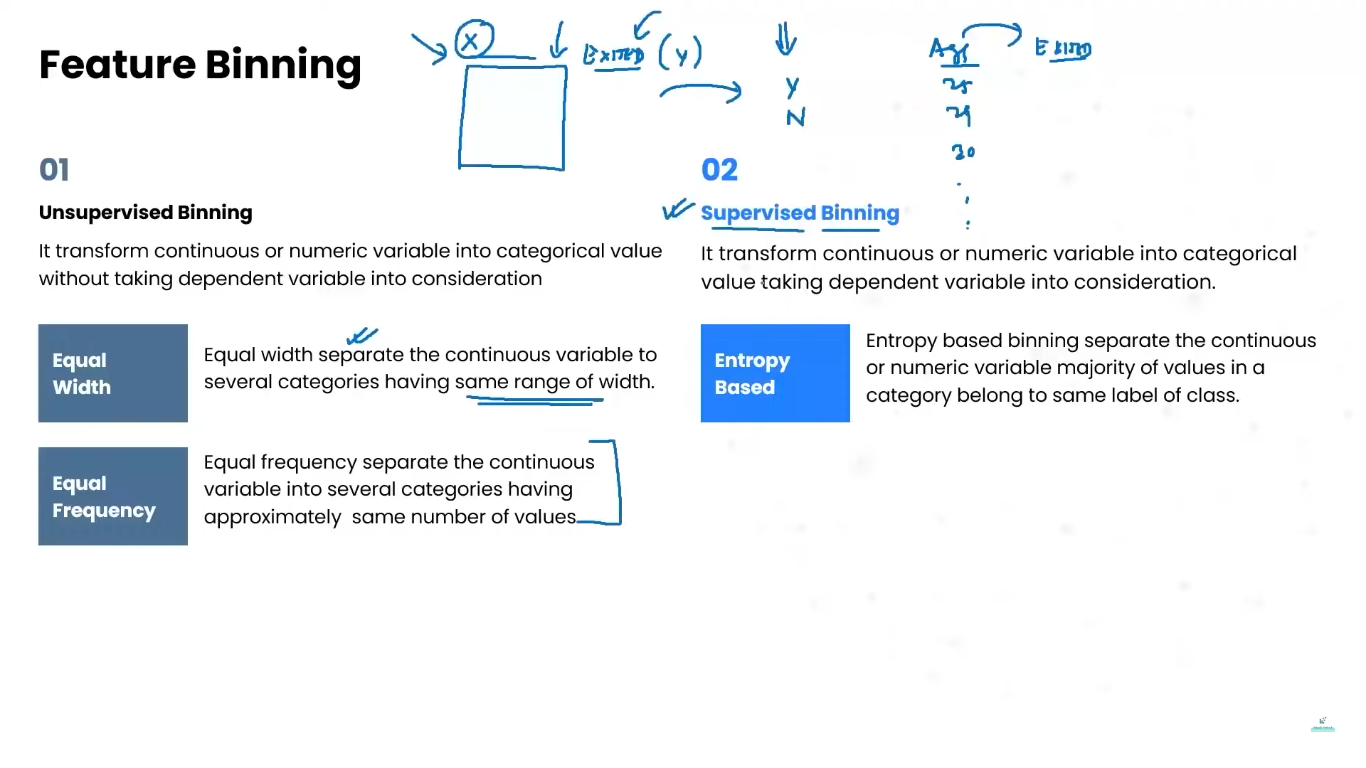 Feature Binning
X
EXITED (Y)
Y
N
Age
EXITED
25
29
30
01
Unsupervised Binning
It transform continuous or numeric variable into categorical value
without taking dependent variable into consideration
Equal
Width
Equal width separate the continuous variable to
several categories having same range of width.
Equal
Frequency
Equal frequency separate the continuous
variable into several categories having
approximately same number of values
02
Supervised Binning
It transform continuous or numeric variable into categorical
value taking dependent variable into consideration.
Entropy
Based
Entropy based binning separate the continuous
or numeric variable majority of values in a
category belong to same label of class.